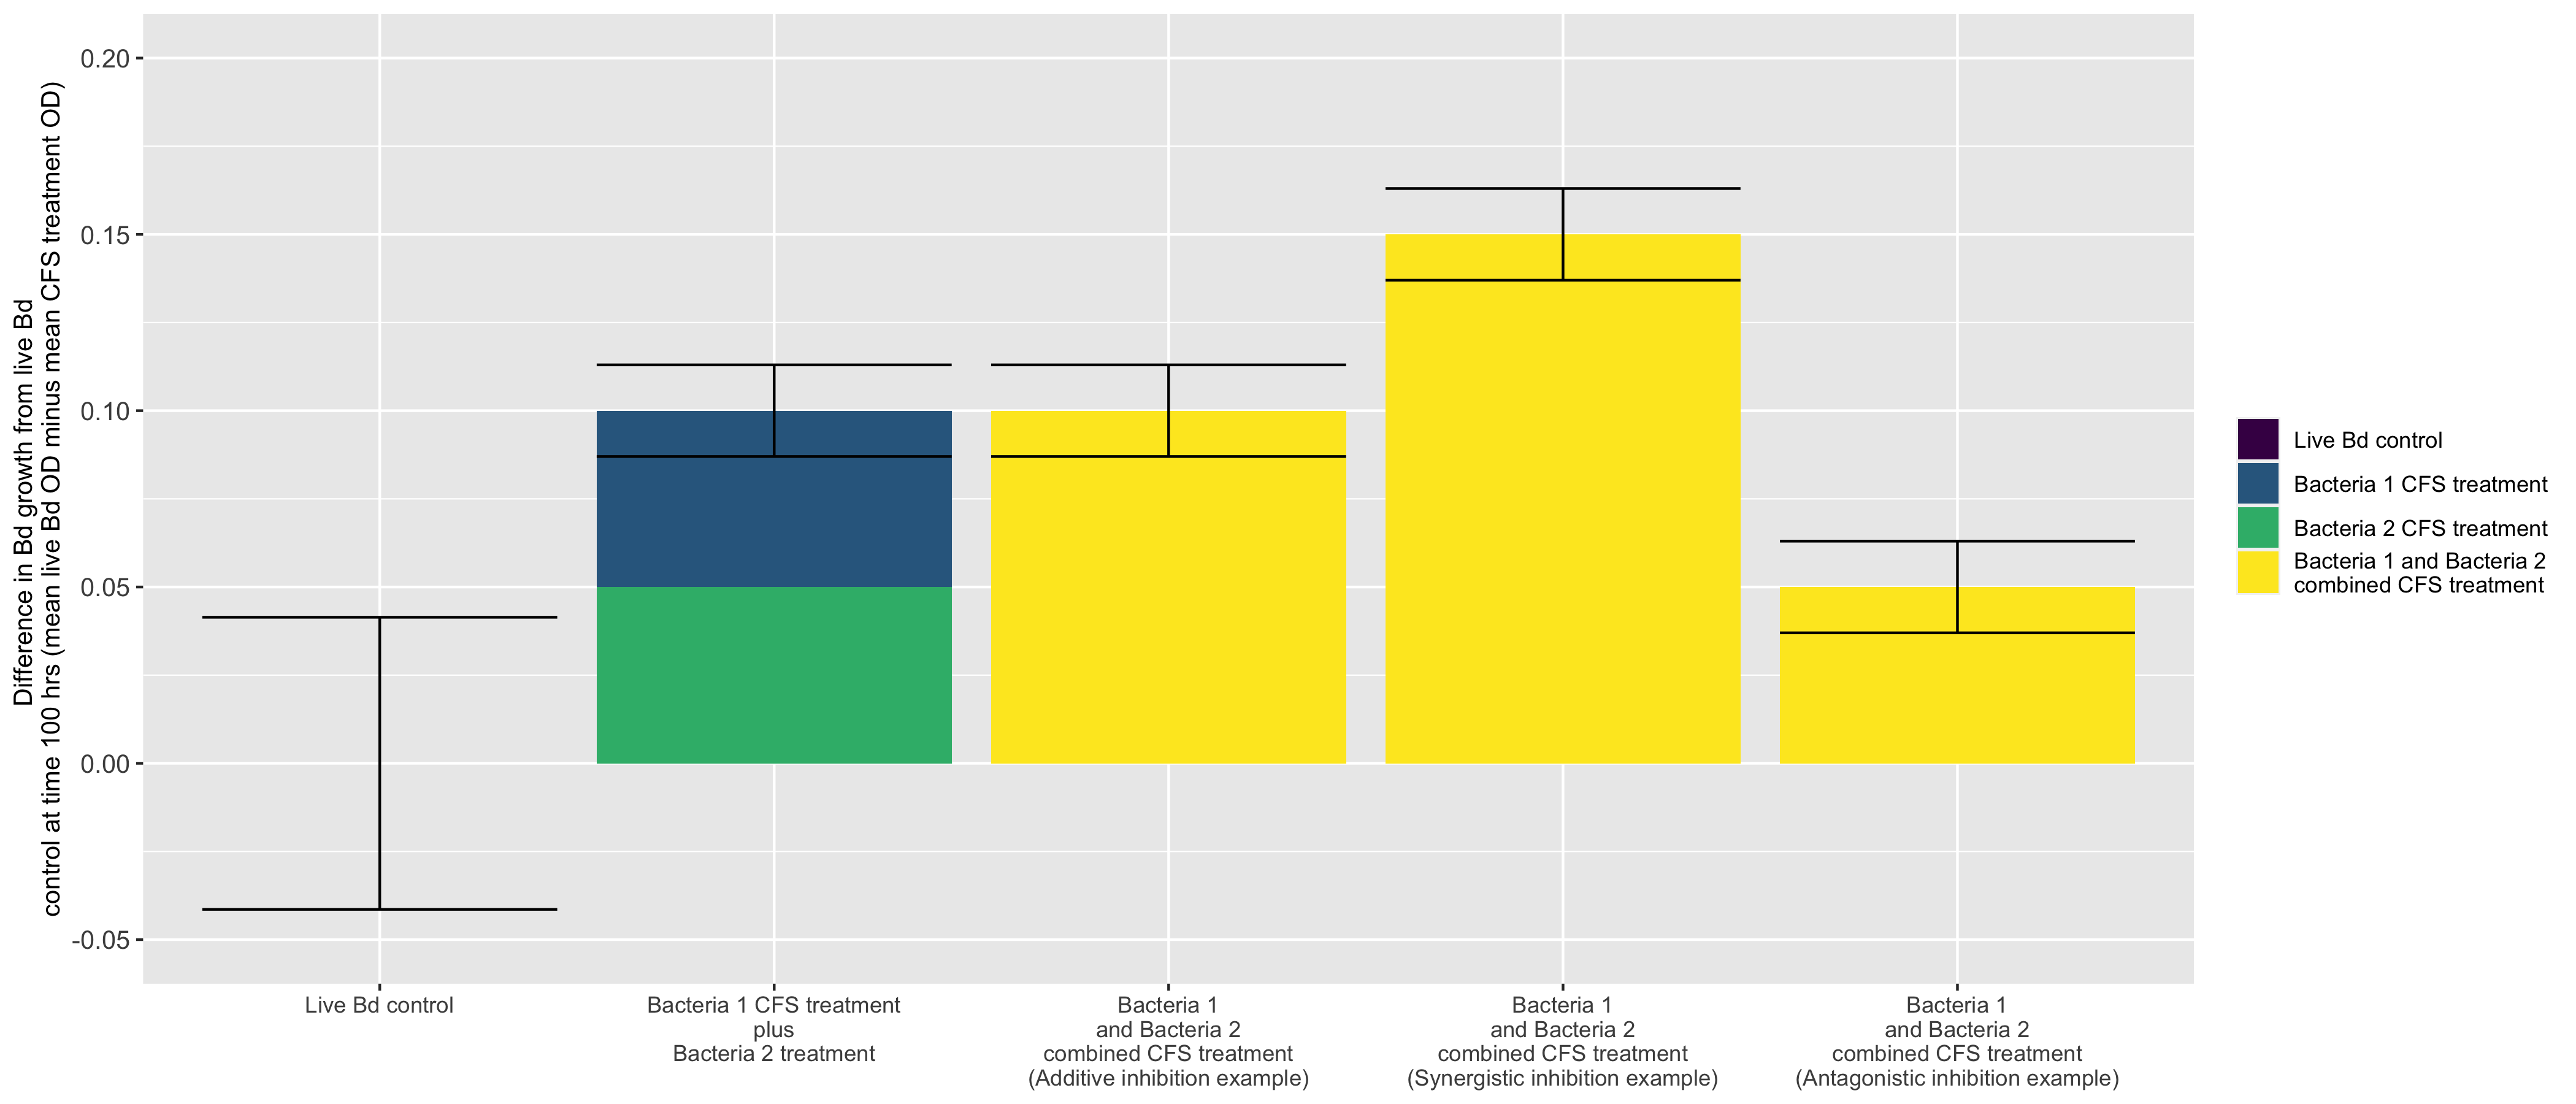 Difference in Bd growth from live Bd
control at time 100 hrs (mean live Bd OD minus mean CFS treatment OD)
0.20
0.15
0.10
0.05
0.00
-0.05
Live Bd control
Bacteria 1 CFS treatment
plus
Bacteria 2 treatment
Bacteria 1
and Bacteria 2
combined CFS treatment
(Additive inhibition example)
Bacteria 1
and Bacteria 2
combined CFS treatment
(Synergistic inhibition example)
Bacteria 1
and Bacteria 2
combined CFS treatment
(Antagonistic inhibition example)
Live Bd control
Bacteria 1 CFS treatment
Bacteria 2 CFS treatment
Bacteria 1 and Bacteria 2
combined CFS treatment